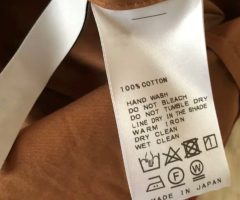 100% COTTON
HAND WASH
DO NOT BLEACH
DO NOT TUMBLE DRY
LINE DRY IN THE SHADE
WARM IRON
DRY CLEAN
WET CLEAN
F W
MADE IN JAPAN